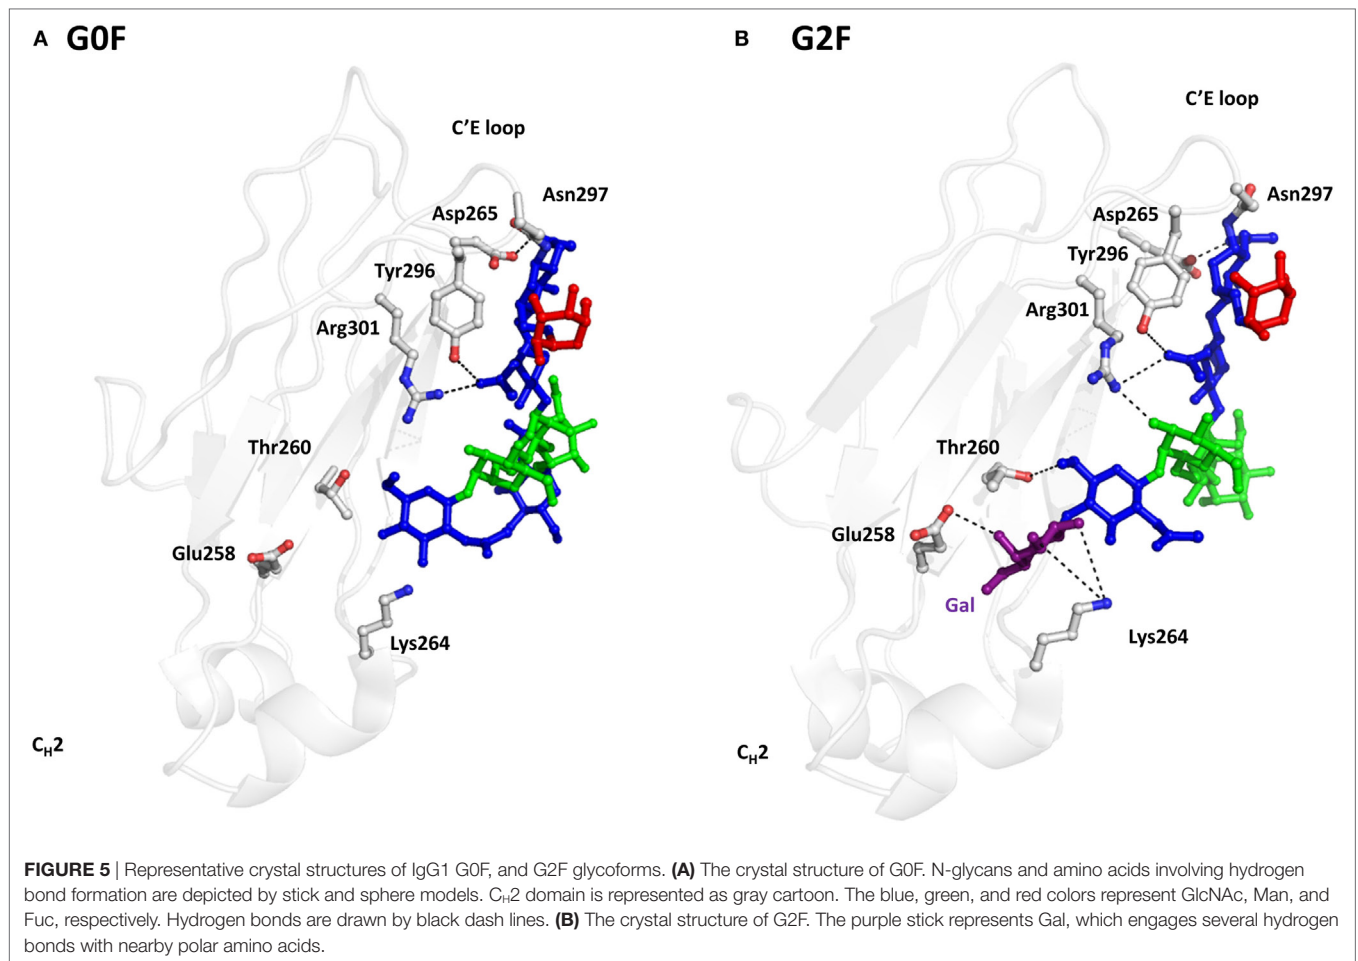 A G0F
B G2F
C'E loop
Asn297
Asp265
Tyr296
Arg301
Thr260
Glu258
Lys264
C_H2
C'E loop
Asn297
Asp265
Tyr296
Arg301
Thr260
Glu258
Gal
Lys264
C_H2
FIGURE 5 | Representative crystal structures of IgG1 G0F, and G2F glycoforms. (A) The crystal structure of G0F. N-glycans and amino acids involving hydrogen
bond formation are depicted by stick and sphere models. C_H2 domain is represented as gray cartoon. The blue, green, and red colors represent GlcNAc, Man, and
Fuc, respectively. Hydrogen bonds are drawn by black dash lines. (B) The crystal structure of G2F. The purple stick represents Gal, which engages several hydrogen
bonds with nearby polar amino acids.